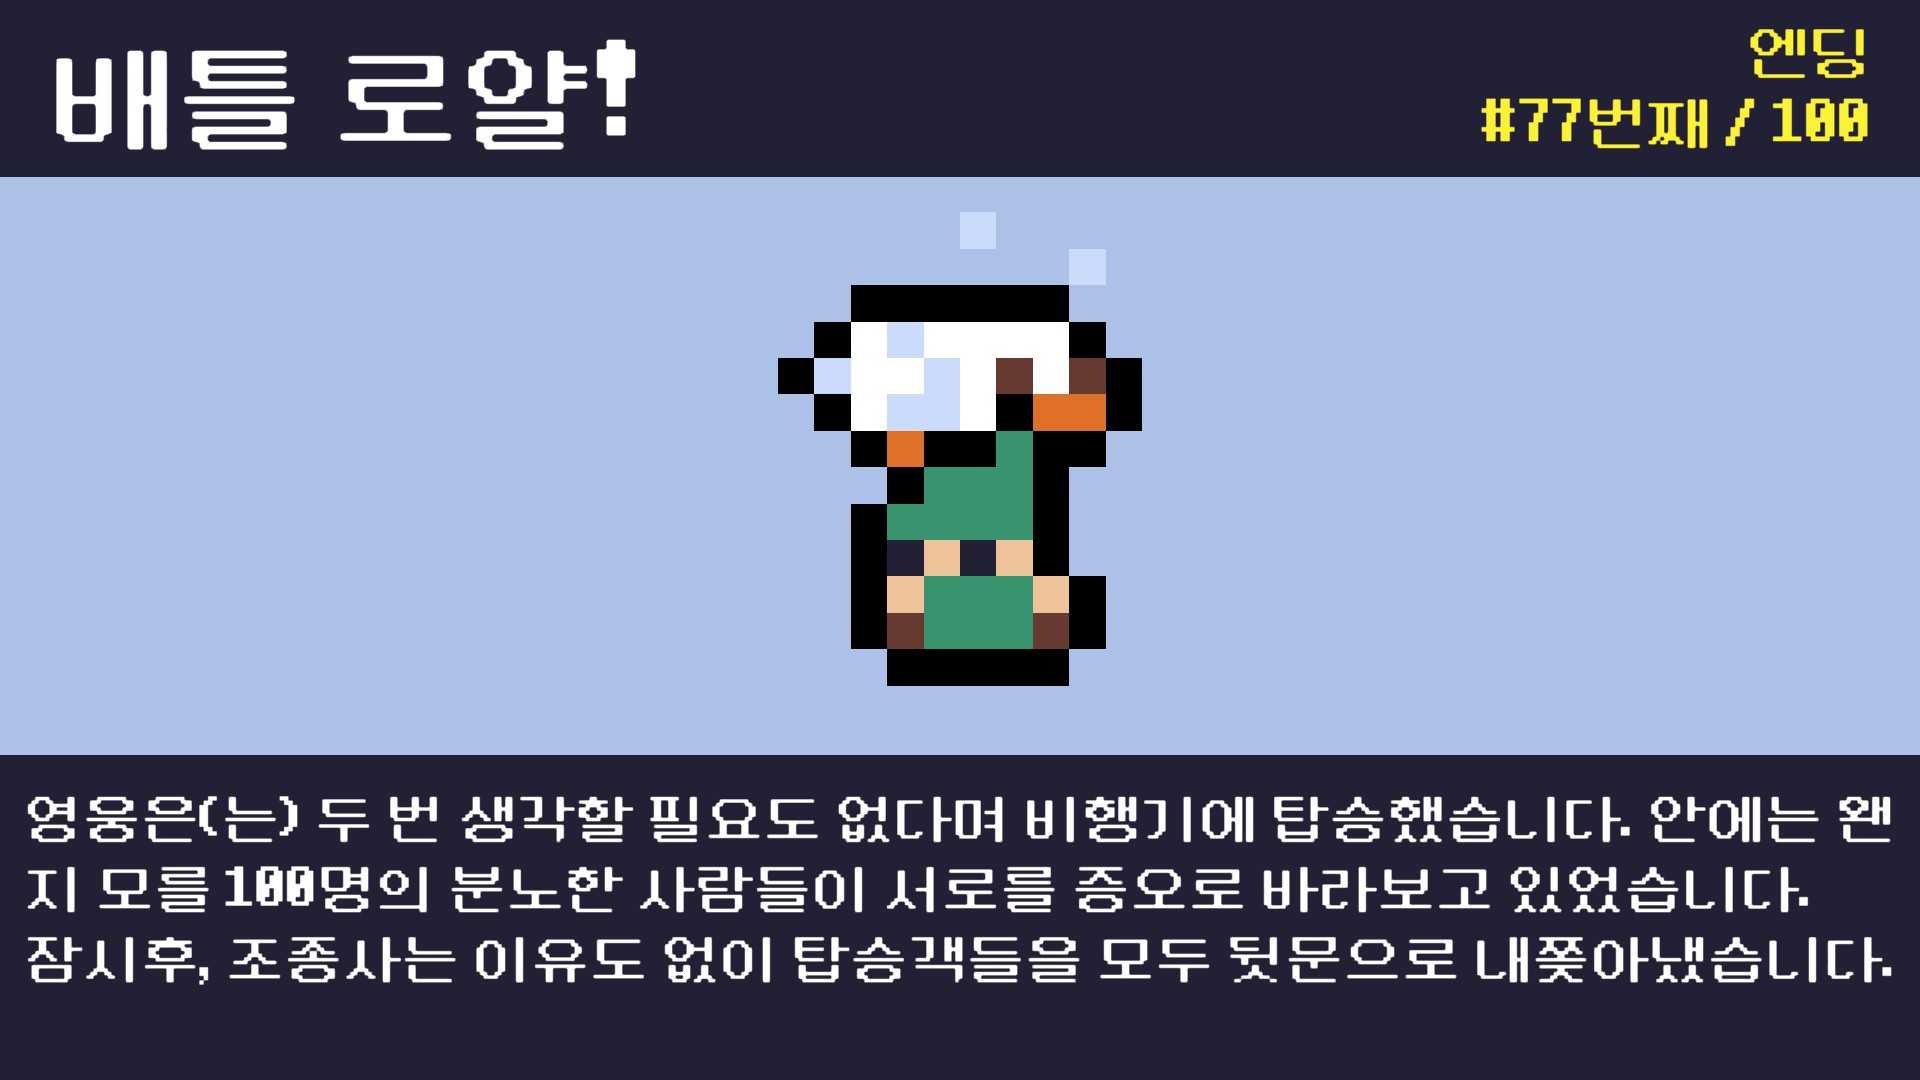 배틀 로얄!
엔딩
#77번째 / 100
영웅은(는) 두 번 생각할 필요도 없다며 비행기에 탑승했습니다. 안에는 왠
지 모를 100명의 분노한 사람들이 서로를 증오로 바라보고 있었습니다.
잠시후, 조종사는 이유도 없이 탑승객들을 모두 뒷문으로 내쫓아냈습니다.